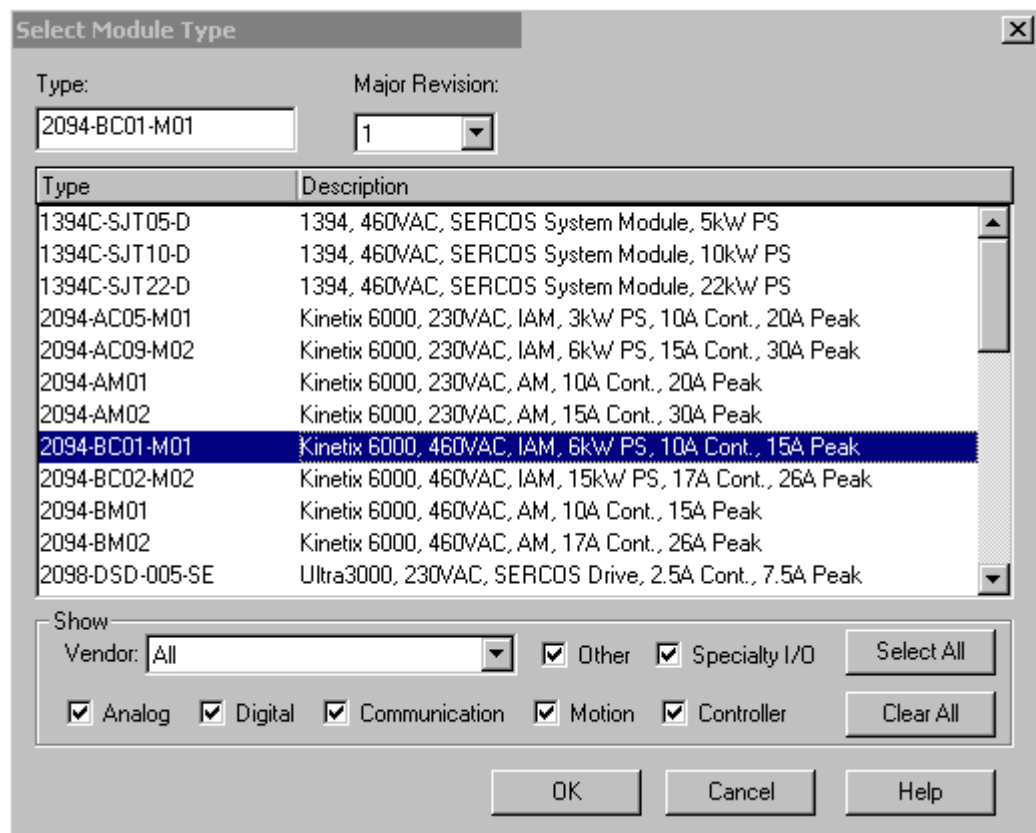 Select Module Type
Type: Major Revision:
2094-BC01-M01 1
Type Description
1394C-SJT05-D 1394, 460VAC, SERCOS System Module, 5kW PS
1394C-SJT10-D 1394, 460VAC, SERCOS System Module, 10kW PS
1394C-SJT22-D 1394, 460VAC, SERCOS System Module, 22kW PS
2094-AC05-M01 Kinetix 6000, 230VAC, IAM, 3kW PS, 10A Cont., 20A Peak
2094-AC09-M02 Kinetix 6000, 230VAC, IAM, 6kW PS, 15A Cont., 30A Peak
2094-AM01 Kinetix 6000, 230VAC, AM, 10A Cont., 20A Peak
2094-AM02 Kinetix 6000, 230VAC, AM, 15A Cont., 30A Peak
2094-BC01-M01 Kinetix 6000, 460VAC, IAM, 6kW PS, 10A Cont., 15A Peak
2094-BC02-M02 Kinetix 6000, 460VAC, IAM, 15kW PS, 17A Cont., 26A Peak
2094-BM01 Kinetix 6000, 460VAC, AM, 10A Cont., 15A Peak
2094-BM02 Kinetix 6000, 460VAC, AM, 17A Cont., 26A Peak
2098-DSD-005-SE Ultra3000, 230VAC, SERCOS Drive, 2.5A Cont., 7.5A Peak
Show
Vendor: All Other Specialty I/O Select All
Analog Digital Communication Motion Controller Clear All
OK Cancel Help